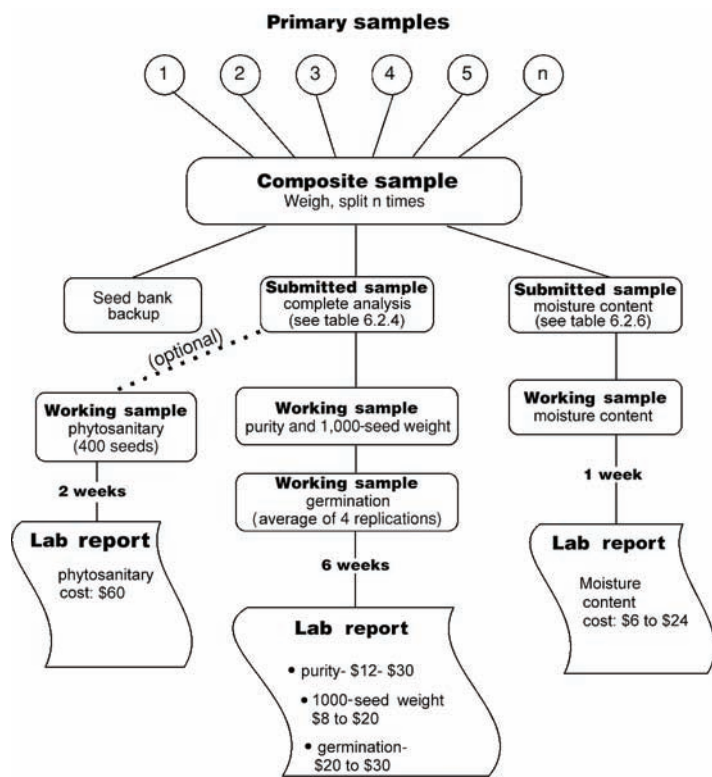 Primary samples
1
2
3
4
5
n
Composite sample
Weigh, split n times
Seed bank
backup
Submitted sample
complete analysis
(see table 6.2.4)
Submitted sample
moisture content
(see table 6.2.6)
(optional)
Working sample
phytosanitary
(400 seeds)
Working sample
purity and 1,000-seed weight
Working sample
moisture content
2 weeks
Working sample
germination
(average of 4 replications)
1 week
Lab report
phytosanitary
cost: $60
6 weeks
Lab report
Moisture
content
cost: $6 to $24
Lab report
• purity- $12- $30
• 1000-seed weight
$8 to $20
• germination-
$20 to $30